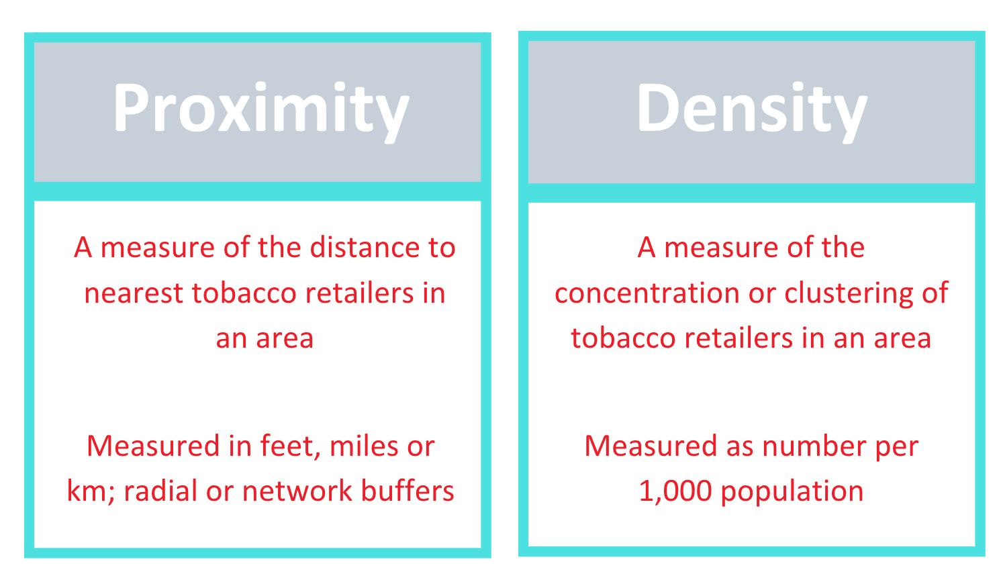 Proximity
A measure of the distance to
nearest tobacco retailers in
an area
Measured in feet, miles or
km; radial or network buffers
Density
A measure of the
concentration or clustering of
tobacco retailers in an area
Measured as number per
1,000 population